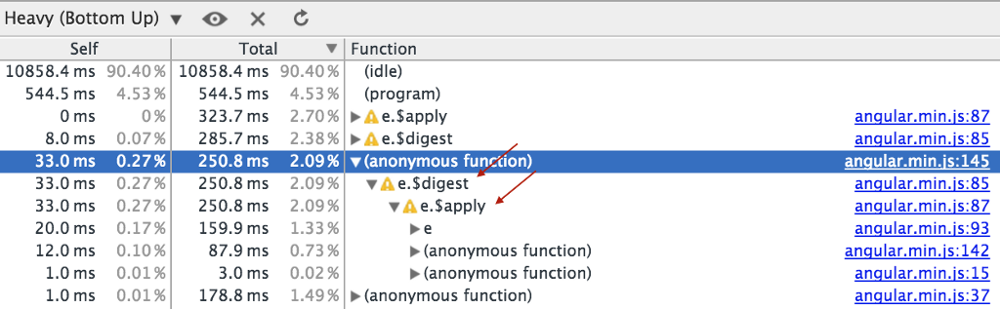 Heavy (Bottom Up) ▼
Self Total ▼ Function
10858.4 ms 90.40 % 10858.4 ms 90.40 % (idle)
544.5 ms 4.53 % 544.5 ms 4.53 % (program)
0 ms 0 % 323.7 ms 2.70 % ▶ e.$apply angular.min.js:87
8.0 ms 0.07 % 285.7 ms 2.38 % ▶ e.$digest angular.min.js:85
33.0 ms 0.27 % 250.8 ms 2.09 % ▼ (anonymous function) angular.min.js:145
33.0 ms 0.27 % 250.8 ms 2.09 % ▼ e.$digest angular.min.js:85
33.0 ms 0.27 % 250.8 ms 2.09 % ▼ e.$apply angular.min.js:87
20.0 ms 0.17 % 159.9 ms 1.33 % ▶ e angular.min.js:93
12.0 ms 0.10 % 87.9 ms 0.73 % ▶ (anonymous function) angular.min.js:142
1.0 ms 0.01 % 3.0 ms 0.02 % ▶ (anonymous function) angular.min.js:15
1.0 ms 0.01 % 178.8 ms 1.49 % ▶ (anonymous function) angular.min.js:37